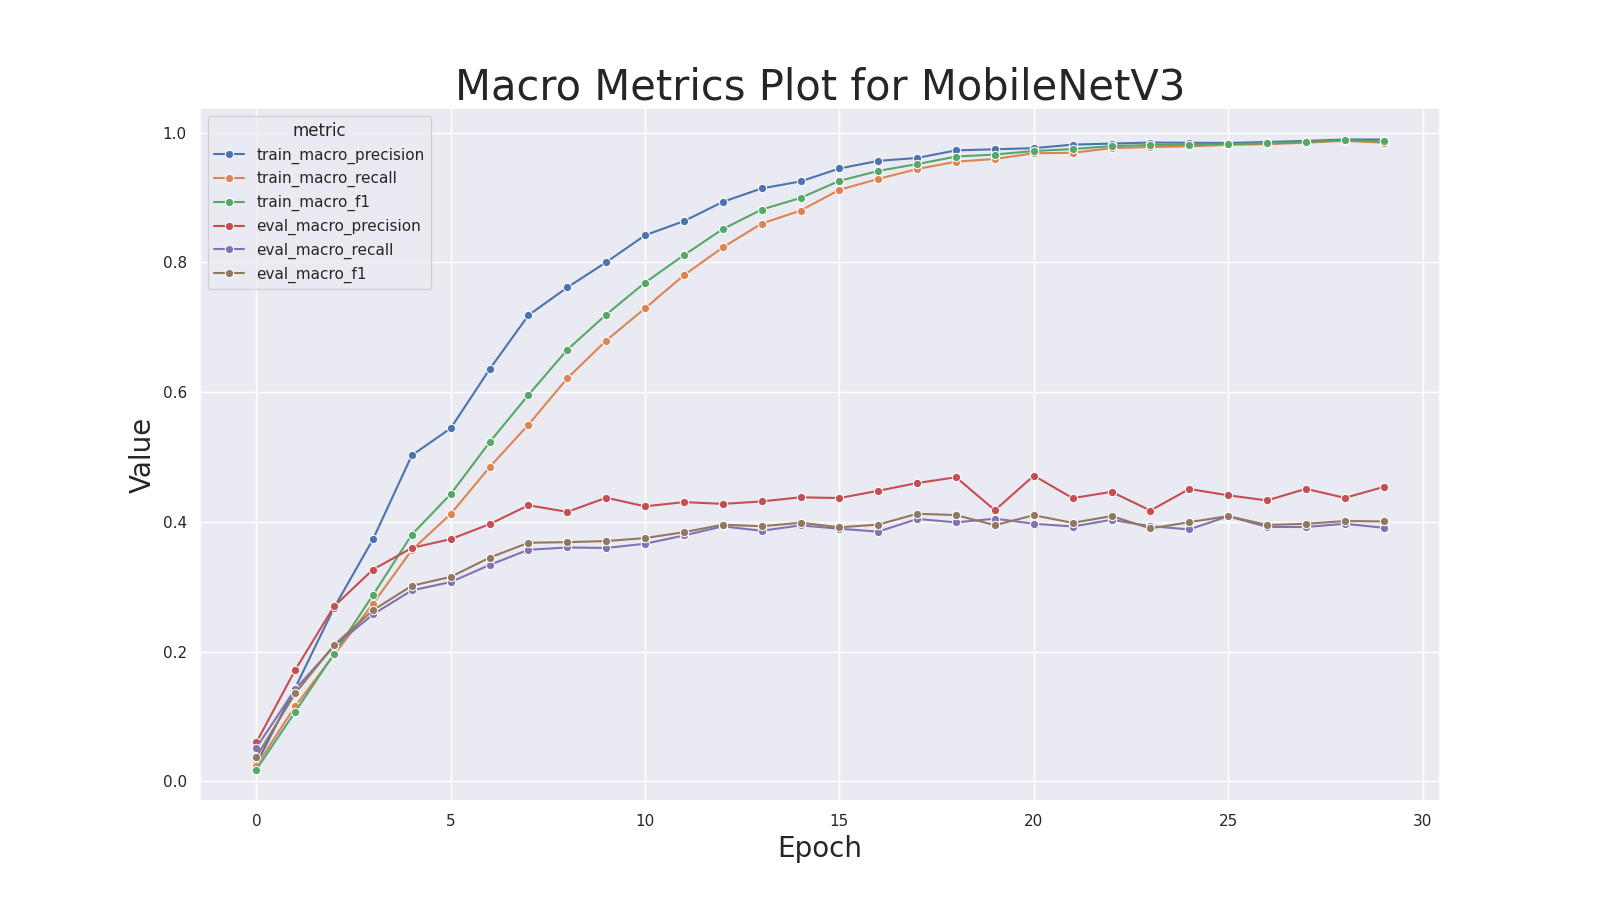 Macro Metrics Plot for MobileNetV3
metric
train_macro_precision
train_macro_recall
train_macro_f1
eval_macro_precision
eval_macro_recall
eval_macro_f1
1.0
0.8
0.6
0.4
0.2
0.0
Value
0 5 10 15 20 25 30
Epoch